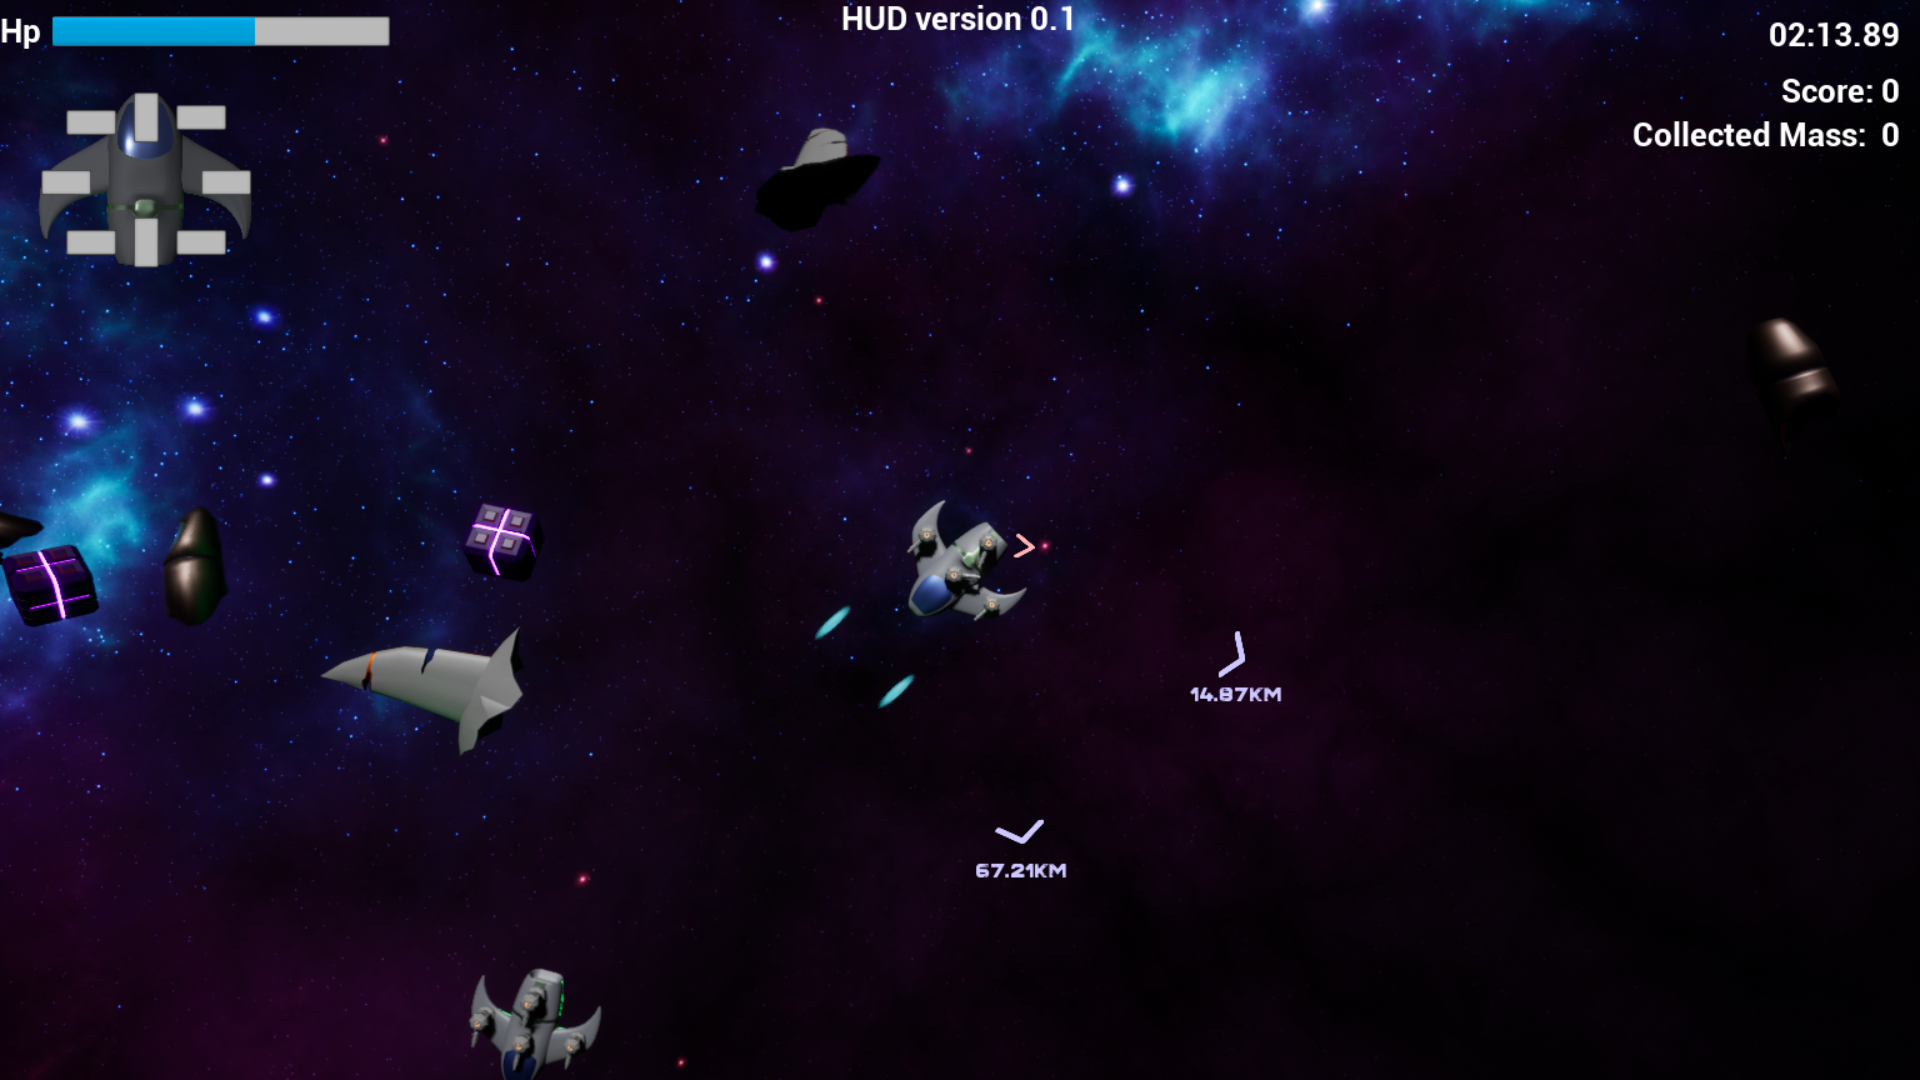 Hp
HUD version 0.1
02:13.89
Score: 0
Collected Mass: 0
14.87KM
67.21KM